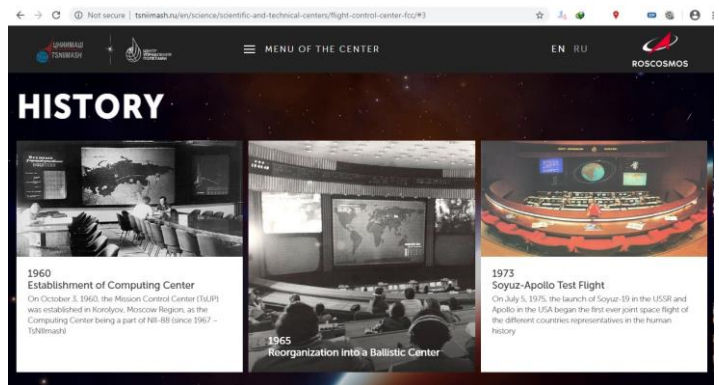 Not secure | tsniimash.ru/en/science/scientific-and-technical-centers/flight-control-center-fcc/#3
ЦНИИМАШ
TSNIIMASH
ЦЕНТР
УПРАВЛЕНИЯ
ПОЛЕТАМИ
MENU OF THE CENTER
EN RU
ROSCOSMOS
HISTORY
1960
Establishment of Computing Center
On October 3, 1960, the Mission Control Center (TsUP)
was established in Korolyov, Moscow Region, as the
Computing Center being a part of NII-88 (since 1967 –
TsNIImash)
1965
Reorganization into a Ballistic Center
1973
Soyuz-Apollo Test Flight
On July 5, 1975, the launch of Soyuz-19 in the USSR and
Apollo in the USA began the first ever joint space flight of
the different countries representatives in the human
history